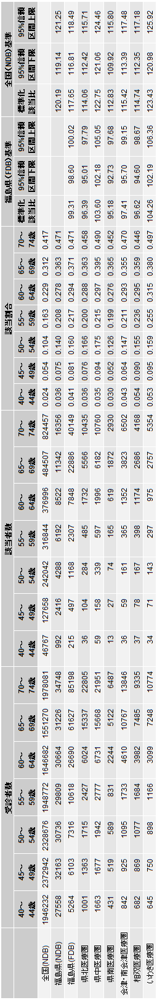 受診者数 該当者数 該当割合 福島県(FDB)基準 全国(NDB)基準
40～44歳 45～49歳 50～54歳 55～59歳 60～64歳 65～69歳 70～74歳 40～44歳 45～49歳 50～54歳 55～59歳 60～64歳 65～69歳 70～74歳 40～44歳 45～49歳 50～54歳 55～59歳 60～64歳 65～69歳 70～74歳 標準化該当比 95%信頼区間下限 95%信頼区間上限 標準化該当比 95%信頼区間下限 95%信頼区間上限
全国(NDB) 1946232 2372942 2328676 1948772 1646682 1551270 1978081 46767 127658 242042 316844 376996 484507 824457 0.024 0.054 0.104 0.163 0.229 0.312 0.417
福島県(NDB) 27558 32163 30736 29809 30664 31226 34748 992 2416 4288 6192 8522 11342 16356 0.036 0.075 0.140 0.208 0.278 0.363 0.471 120.19 119.14 121.25
福島県(FDB) 5264 6103 7316 10618 26690 61627 85198 215 497 1168 2307 7848 22886 40149 0.041 0.081 0.160 0.217 0.294 0.371 0.471 99.31 98.60 100.02 117.65 116.81 118.49
県北医療圏 1001 1363 1715 2427 6024 15337 22805 36 104 284 485 1732 5566 10435 0.036 0.076 0.166 0.200 0.288 0.363 0.458 96.39 95.01 97.79 114.06 112.42 115.71
県中医療圏 1663 1677 1942 2777 6731 15668 21951 59 158 339 597 1996 6182 10760 0.035 0.094 0.175 0.215 0.297 0.395 0.490 103.60 102.18 105.05 122.75 121.06 124.46
県南医療圏 431 519 589 831 2244 5122 6487 13 27 74 165 619 1872 2930 0.030 0.052 0.126 0.199 0.276 0.365 0.452 95.18 92.73 97.68 112.83 109.92 115.80
会津・南会津医療圏 842 925 1095 1733 4610 10767 13846 36 59 161 365 1352 3823 6502 0.043 0.064 0.147 0.211 0.293 0.355 0.470 97.41 95.70 99.15 115.42 113.39 117.48
相双医療圏 682 869 1077 1684 3982 7485 9335 37 78 167 398 1174 2686 4168 0.054 0.090 0.155 0.236 0.295 0.359 0.446 96.62 94.60 98.67 114.74 112.35 117.18
いわき医療圏 645 750 898 1166 3099 7248 10774 34 71 143 297 975 2757 5354 0.053 0.095 0.159 0.255 0.315 0.380 0.497 104.26 102.19 106.36 123.43 120.98 125.92